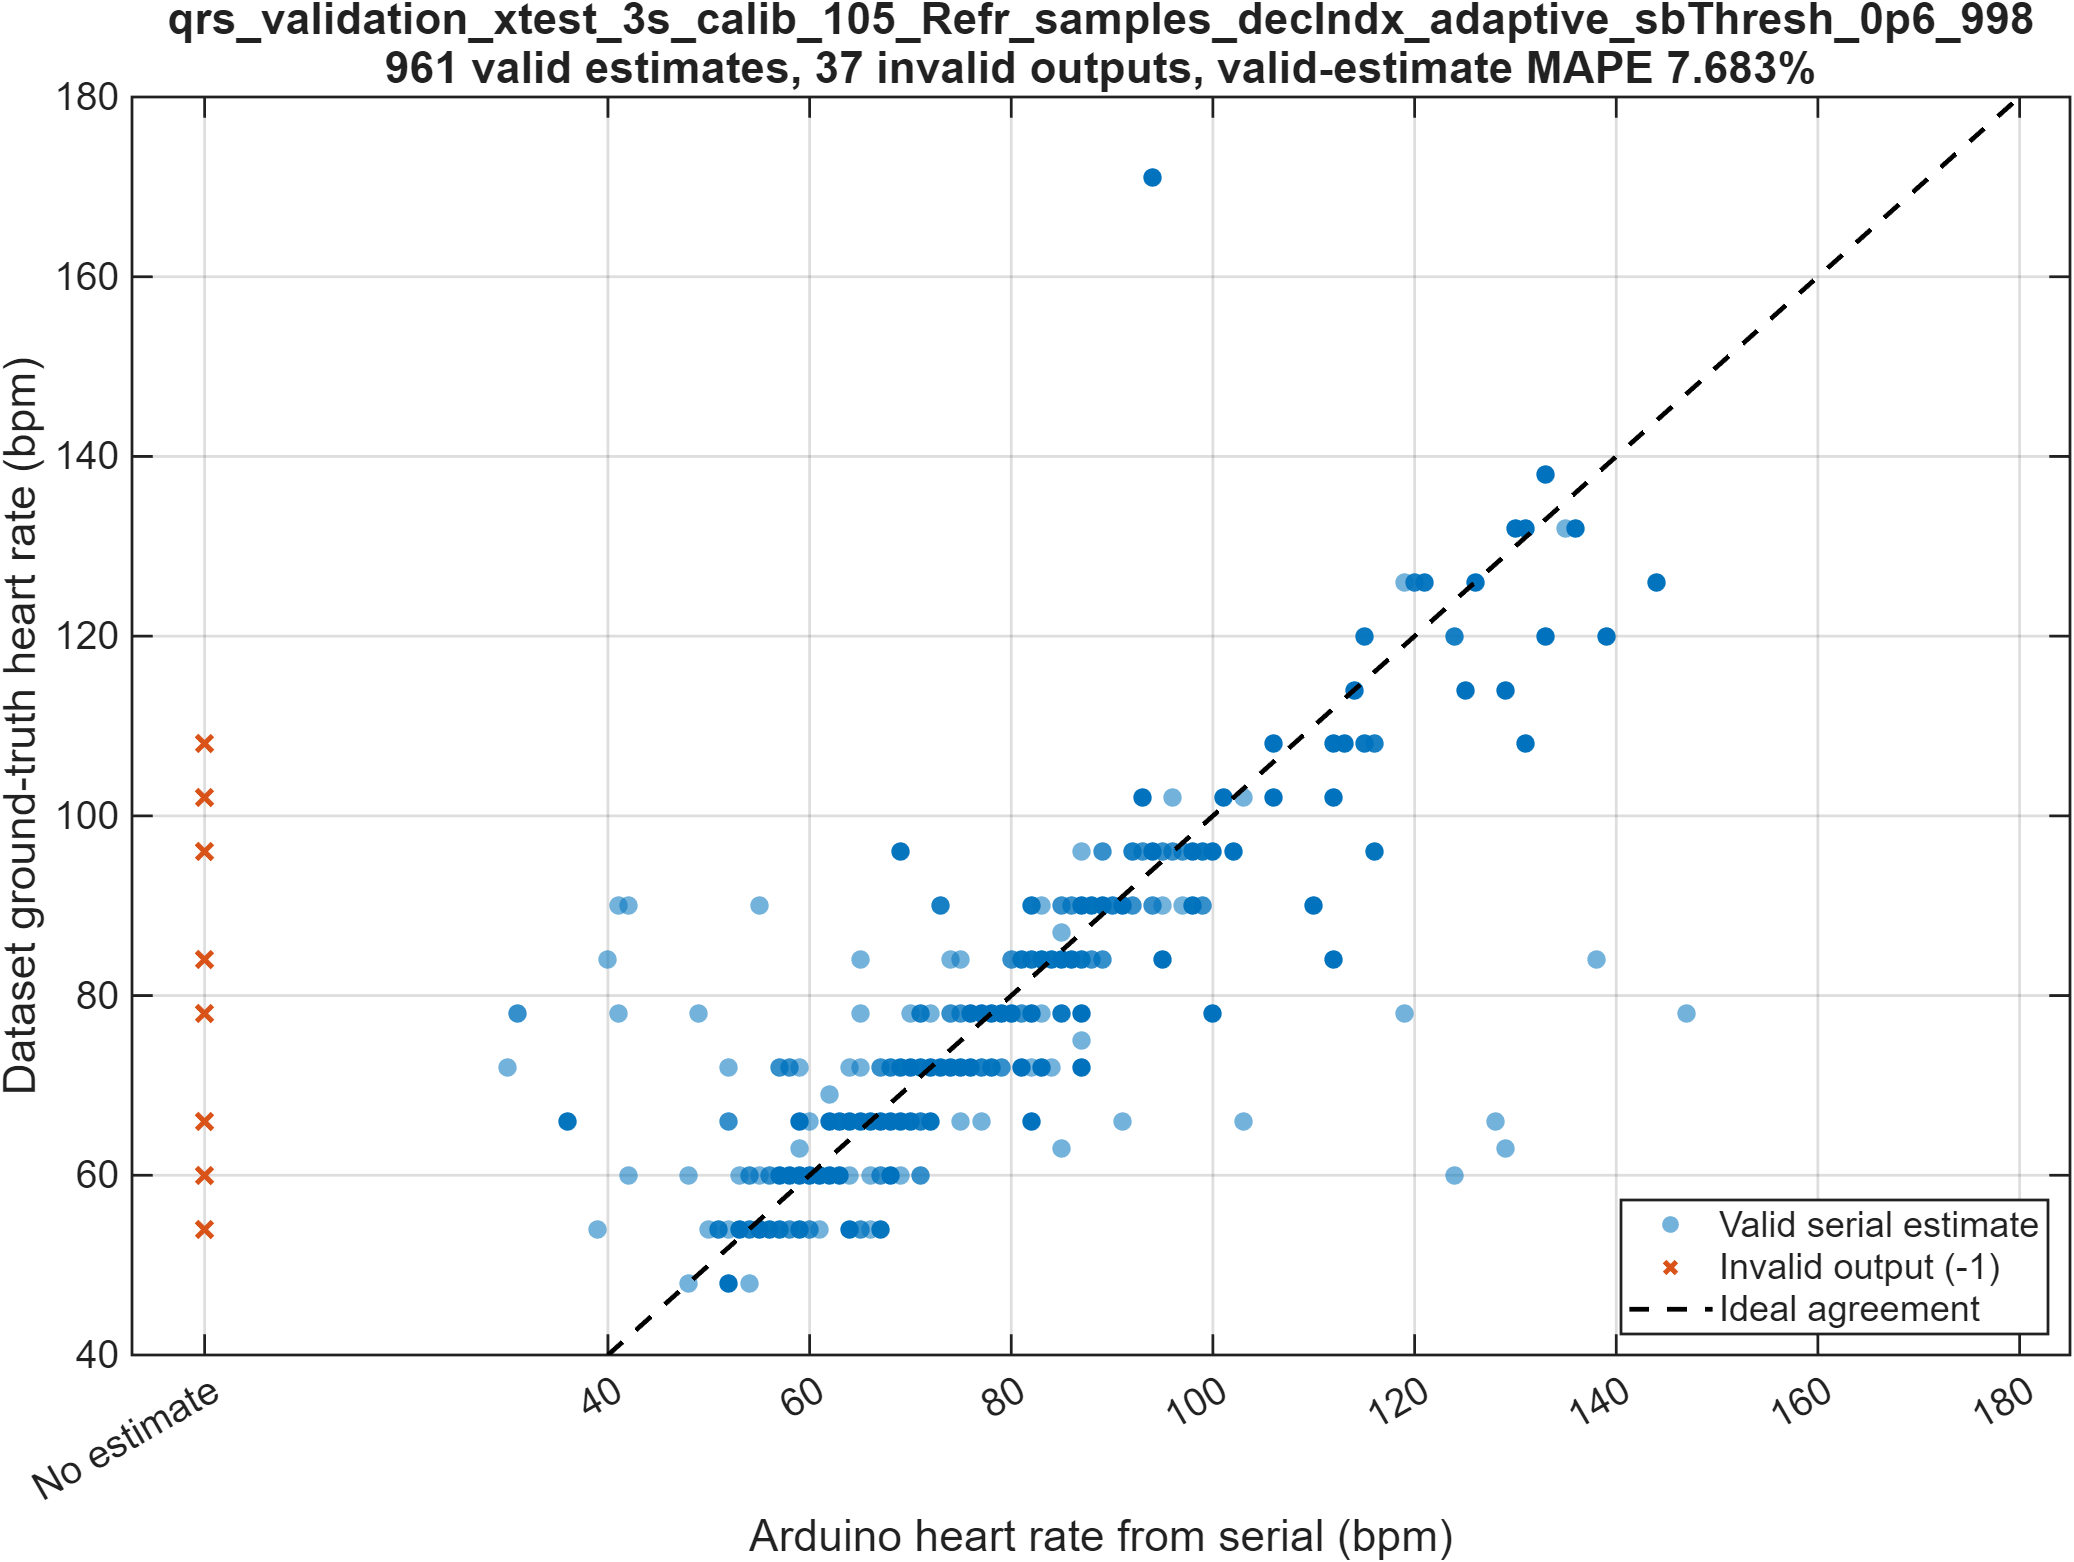 qrs_validation_xtest_3s_calib_105_Refr_samples_decIndx_adaptive_sbThresh_0p6_998
961 valid estimates, 37 invalid outputs, valid-estimate MAPE 7.683%
Dataset ground-truth heart rate (bpm)
180
160
140
120
100
80
60
40
Valid serial estimate
Invalid output (-1)
Ideal agreement
No estimate
40
60
80
100
120
140
160
180
Arduino heart rate from serial (bpm)